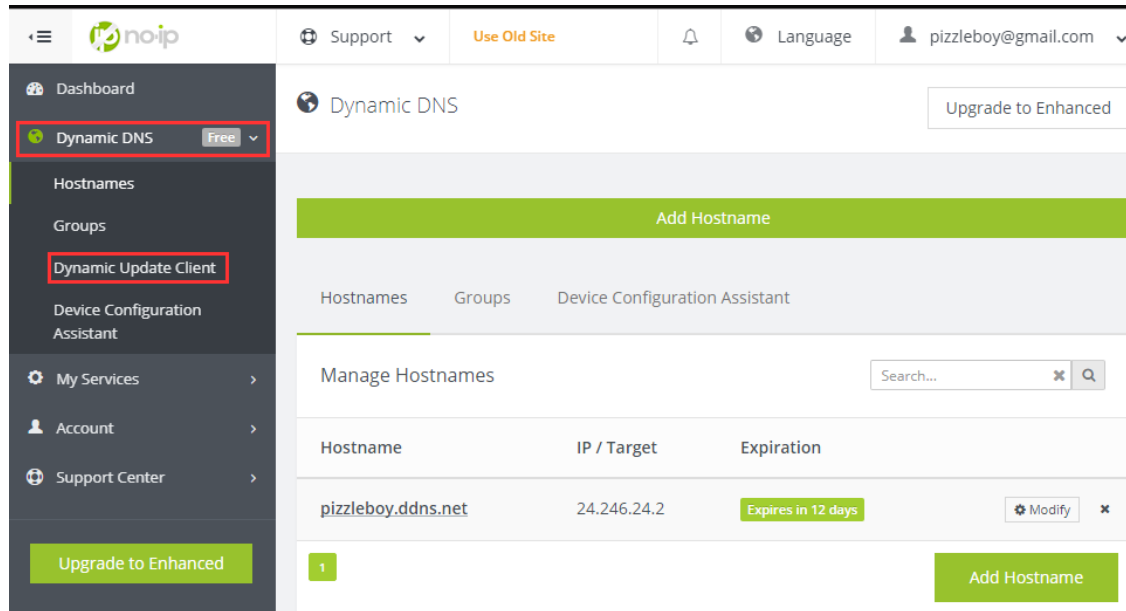 no-ip
Support
Use Old Site
Language
pizzleboy@gmail.com
Dashboard
Dynamic DNS Free
Hostnames
Groups
Dynamic Update Client
Device Configuration
Assistant
My Services
Account
Support Center
Upgrade to Enhanced
Dynamic DNS
Upgrade to Enhanced
Add Hostname
Hostnames Groups Device Configuration Assistant
Manage Hostnames
Search...
Hostname IP / Target Expiration
pizzleboy.ddns.net 24.246.24.2 Expires in 12 days Modify
1
Add Hostname